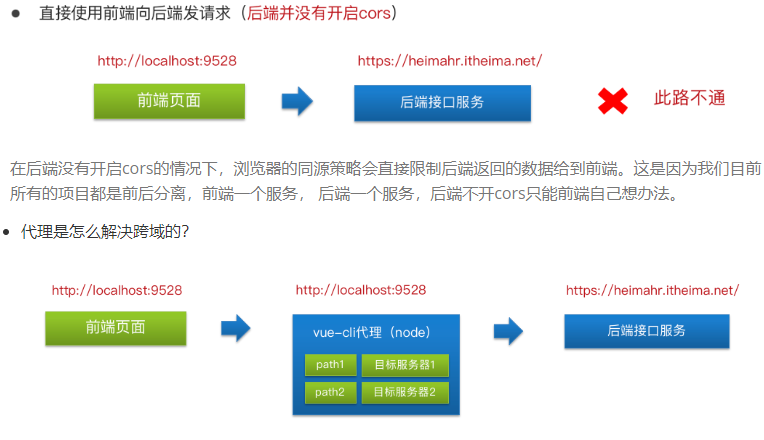 直接使用前端向后端发请求（后端并没有开启cors）
http://localhost:9528
https://heimahr.itheima.net/
前端页面
后端接口服务
此路不通
在后端没有开启cors的情况下，浏览器的同源策略会直接限制后端返回的数据给到前端。这是因为我们目前
所有的项目都是前后分离，前端一个服务， 后端一个服务，后端不开cors只能前端自己想办法。
代理是怎么解决跨域的?
http://localhost:9528
http://localhost:9528
https://heimahr.itheima.net/
前端页面
vue-cli代理（node）
后端接口服务
path1
目标服务器1
path2
目标服务器2